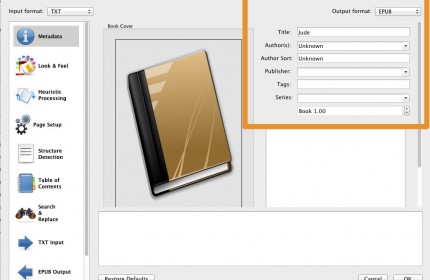 Input format: TXT
Output format: EPUB
Metadata
Look & Feel
Heuristic
Processing
Page Setup
Structure
Detection
Table of
Contents
Search
&
Replace
TXT Input
EPUB Output
Book Cover
Title: Jude
Author(s): Unknown
Author Sort: Unknown
Publisher:
Tags:
Series:
Book 1.00
Restore Defaults
Cancel
OK